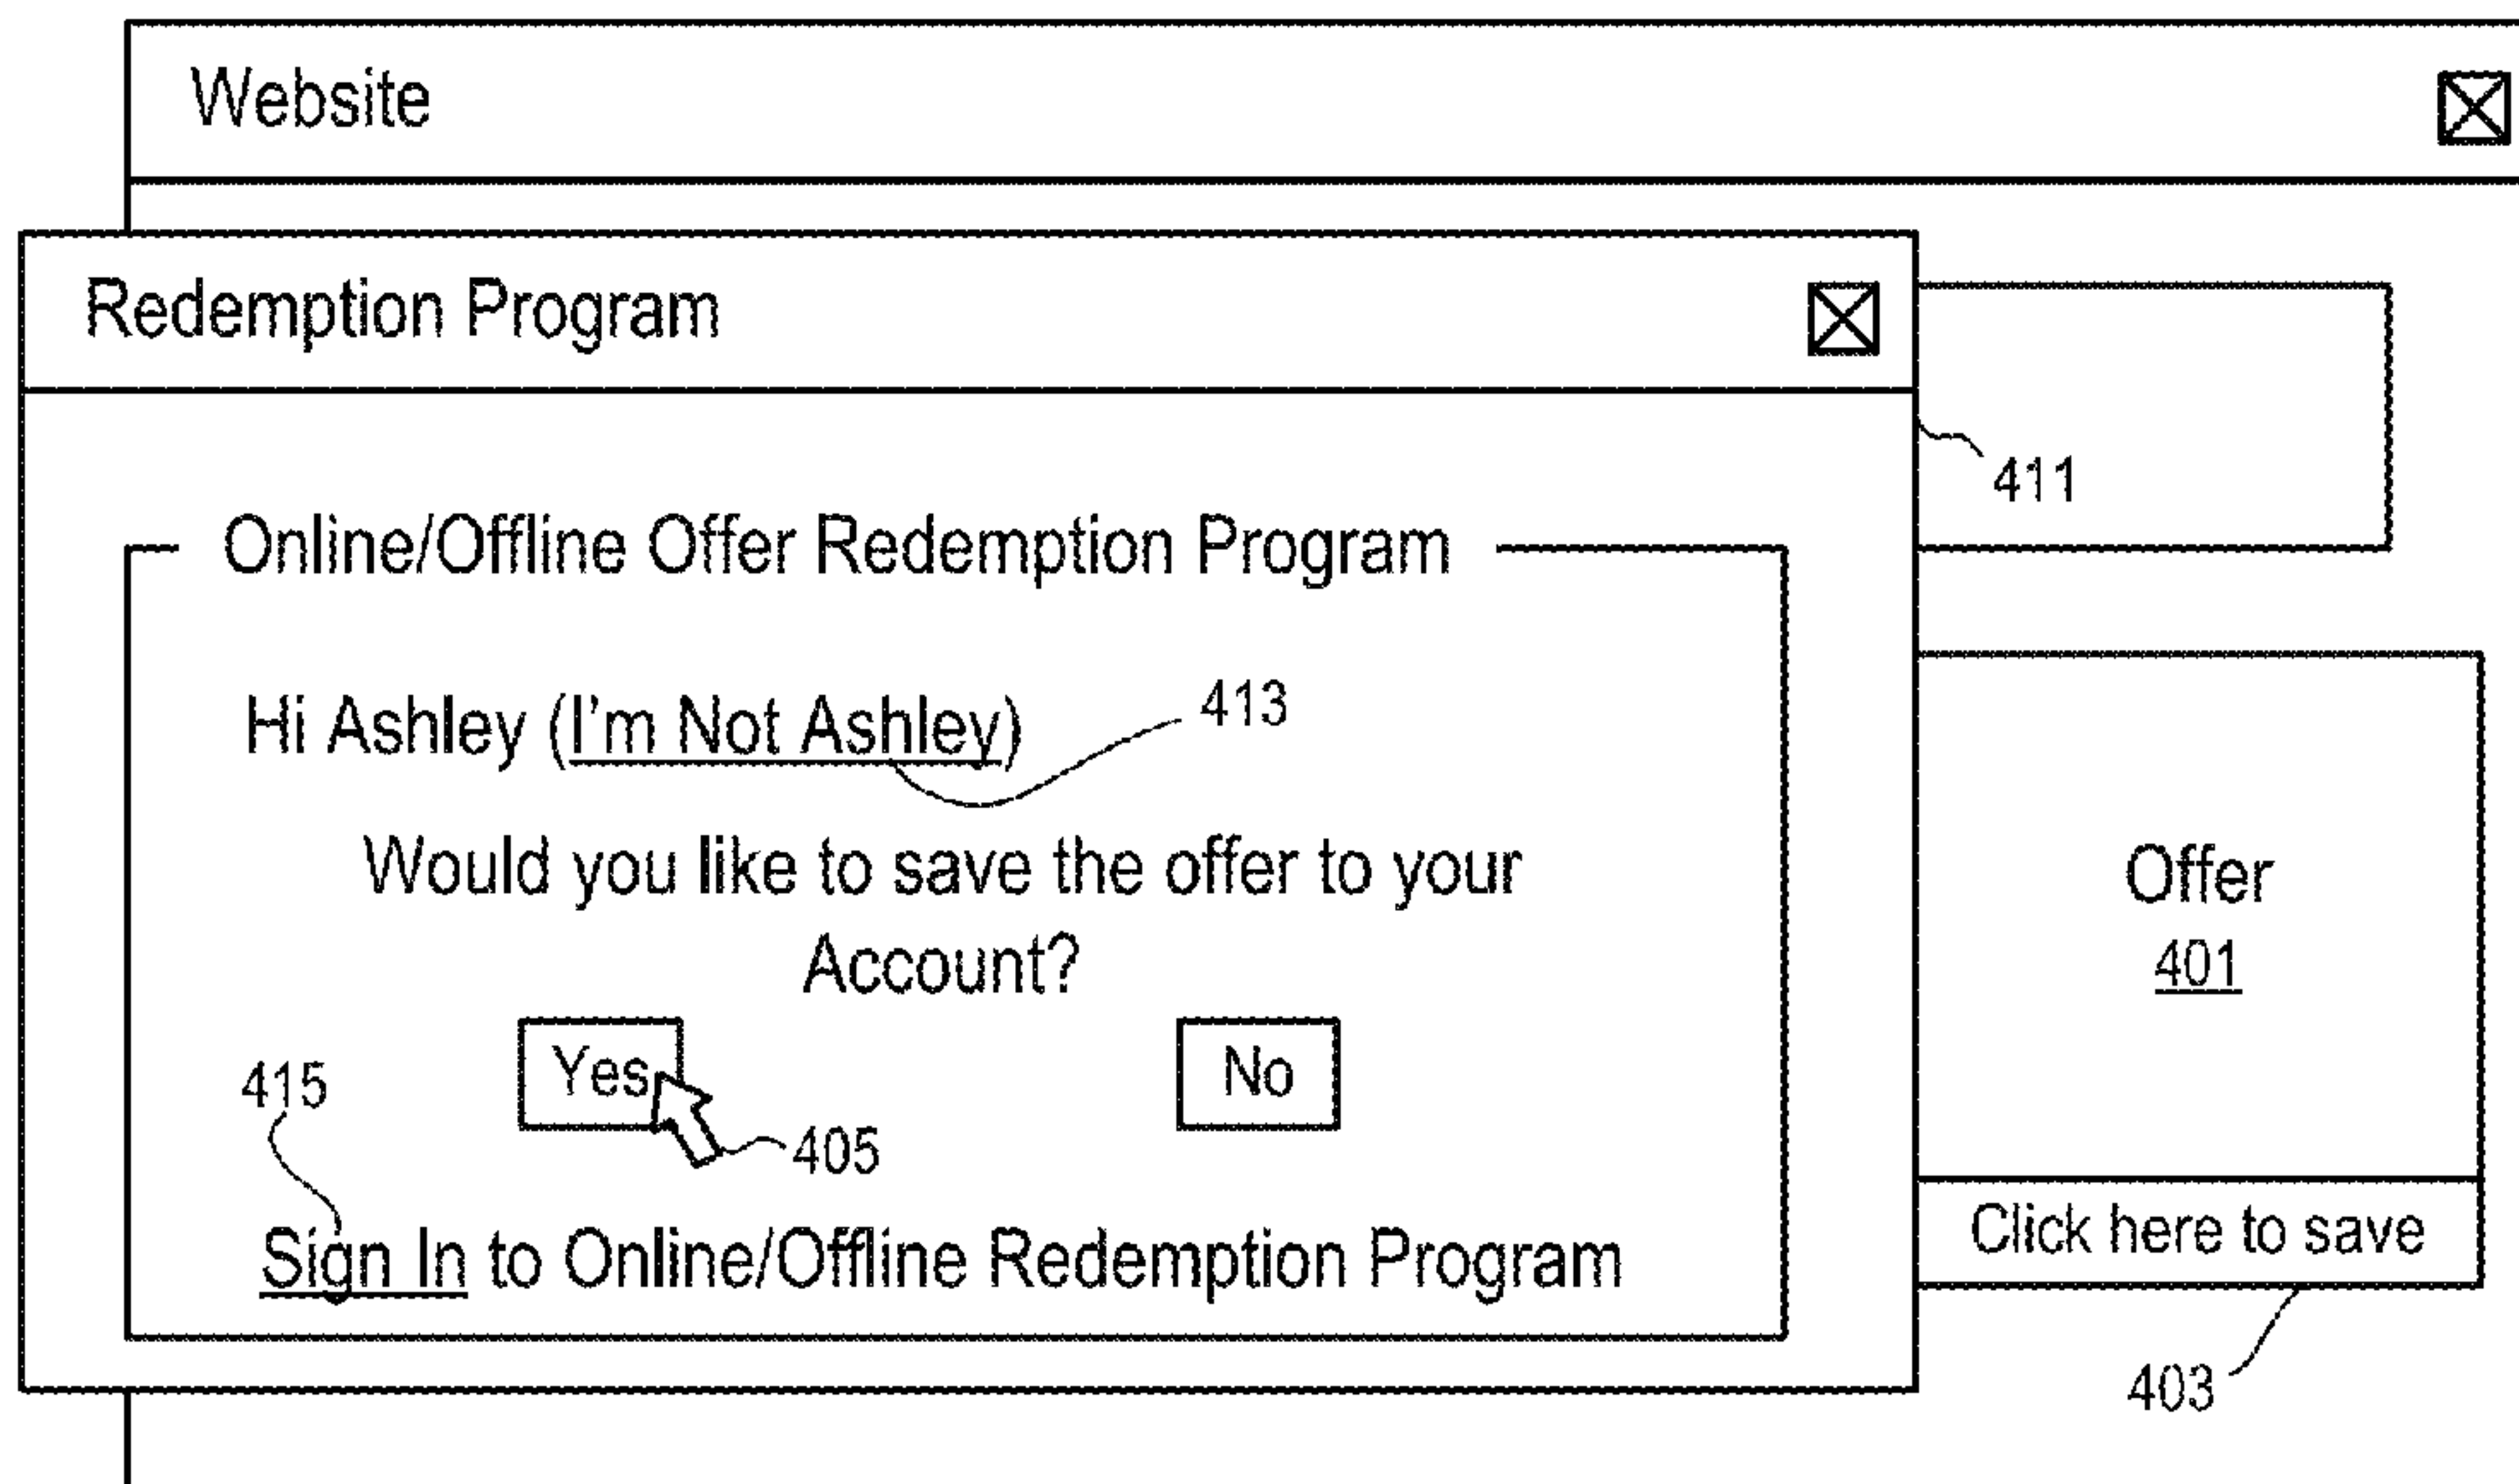 Website
Redemption Program
411
Online/Offline Offer Redemption Program
Hi Ashley (I'm Not Ashley)
413
Would you like to save the offer to your
Account?
Offer
401
Yes
No
415
405
Sign In to Online/Offline Redemption Program
Click here to save
403